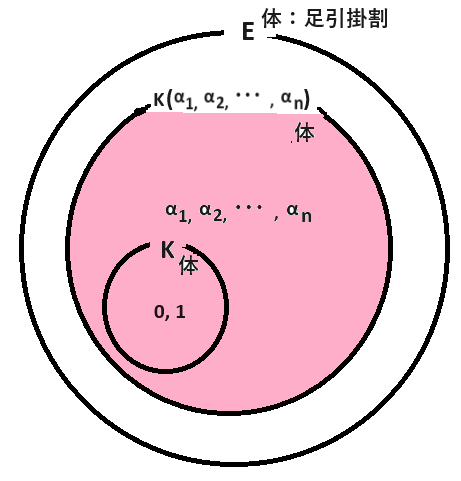 E 体：足引掛割
K(α1, α2, ･･･ , αn)
体
α1, α2, ･･･ , αn
K 体
0, 1